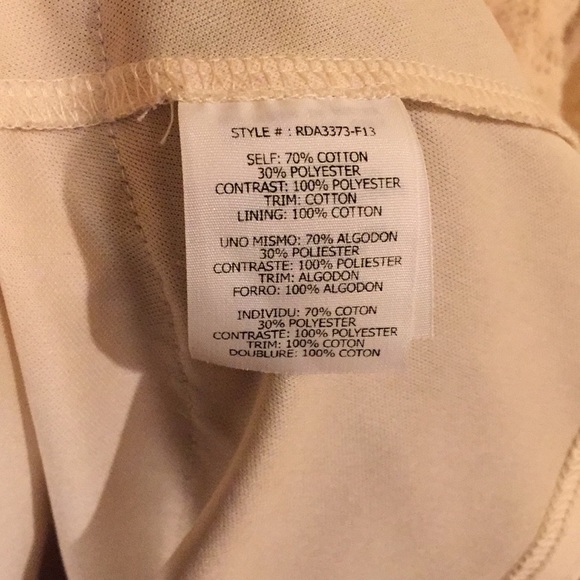 STYLE # : RDA3373-F13
SELF: 70% COTTON
30% POLYESTER
CONTRAST: 100% POLYESTER
TRIM: COTTON
LINING: 100% COTTON
UNO MISMO: 70% ALGODON
30% POLIESTER
CONTRASTE: 100% POLIESTER
TRIM: ALGODON
FORRO: 100% ALGODON
INDIVIDU: 70% COTON
30% POLYESTER
CONTRASTE: 100% POLYESTER
TRIM: 100% COTON
DOUBLURE: 100% COTON